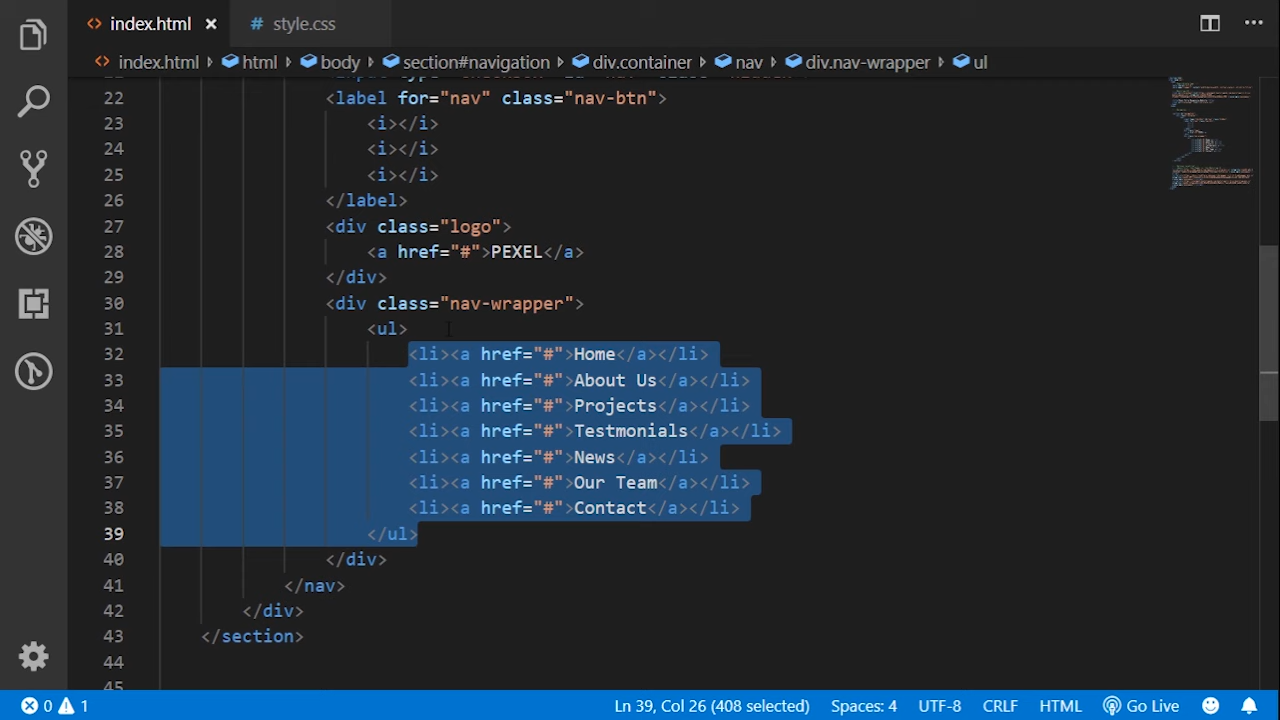 index.html
style.css
index.html html body section#navigation div.container nav div.nav-wrapper ul
22 <label for="nav" class="nav-btn">
23 <i></i>
24 <i></i>
25 <i></i>
26 </label>
27 <div class="logo">
28 <a href="#">PEXEL</a>
29 </div>
30 <div class="nav-wrapper">
31 <ul>
32 <li><a href="#">Home</a></li>
33 <li><a href="#">About Us</a></li>
34 <li><a href="#">Projects</a></li>
35 <li><a href="#">Testmonials</a></li>
36 <li><a href="#">News</a></li>
37 <li><a href="#">Our Team</a></li>
38 <li><a href="#">Contact</a></li>
39 </ul>
40 </div>
41 </nav>
42 </div>
43 </section>
44
45
0 1 Ln 39, Col 26 (408 selected) Spaces: 4 UTF-8 CRLF HTML Go Live